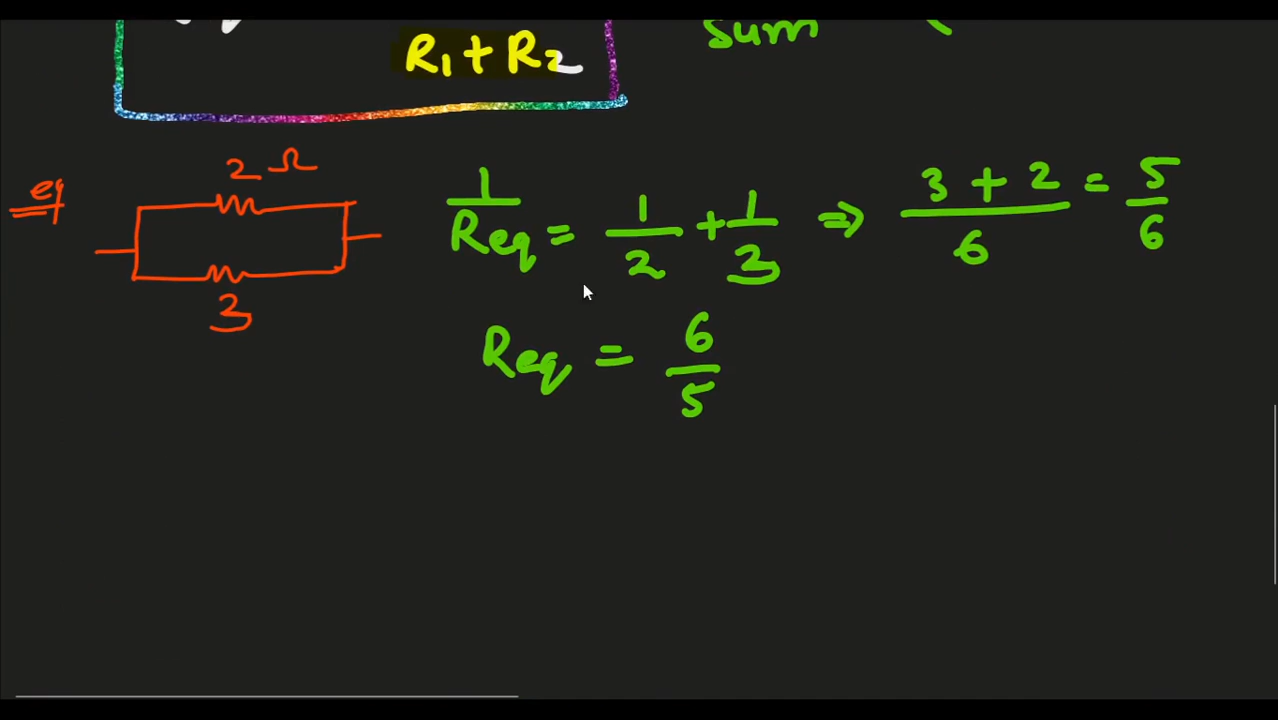 R₁ + R₂
Sum
eg
2 Ω
3
1/Req = 1/2 + 1/3 ⇒ 3 + 2/6 = 5/6
Req = 6/5